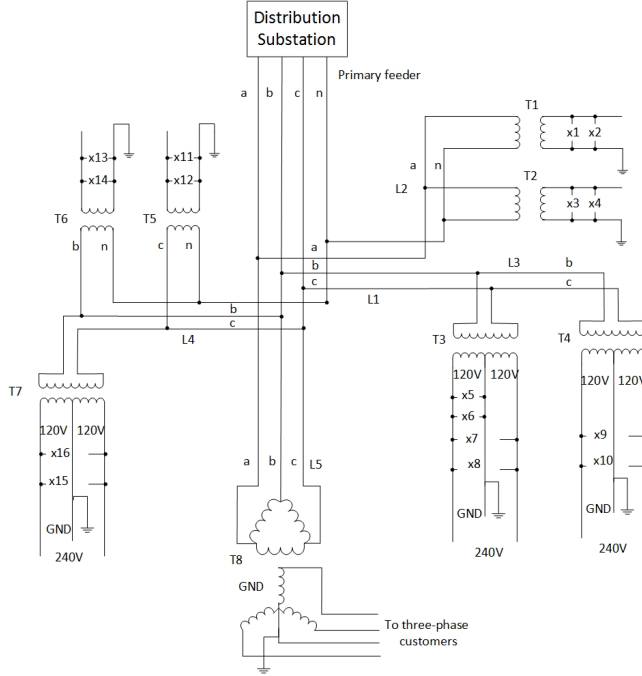 Distribution
Substation
Primary feeder
a b c n
T1
x1 x2
x13
x11
a n
x14
x12
T2
L2
x3 x4
T6
T5
b n
c n
a
b
L3 b
c
c
L1
b
c
L4
T3
T4
T7
120V 120V
120V 120V
x5
x6
120V 120V
x7
x9
x16
x8
x10
a b c L5
x15
GND
GND
GND
240V
240V
240V
T8
GND
To three-phase
customers